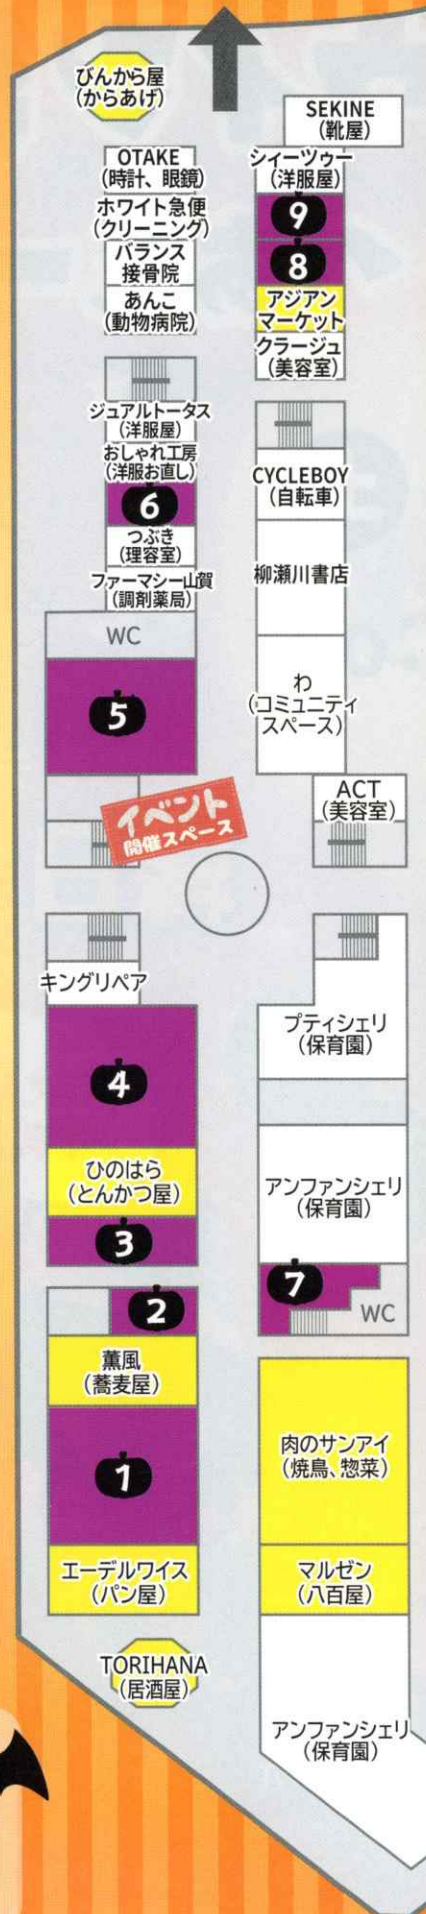 びんから屋
(からあげ)
SEKINE
(靴屋)
OTAKE
(時計、眼鏡)
ホワイト急便
(クリーニング)
バランス
接骨院
あんこ
(動物病院)
シィーツゥー
(洋服屋)
9
8
アジアン
マーケット
クラージュ
(美容室)
ジュアルトータス
(洋服屋)
おしゃれ工房
(洋服お直し)
6
つぶき
(理容室)
ファーマシー山賀
(調剤薬局)
WC
5
CYCLEBOY
(自転車)
柳瀬川書店
わ
(コミュニティ
スペース)
イベント
開催スペース
ACT
(美容室)
キングリペア
4
ひのはら
(とんかつ屋)
3
2
薫風
(蕎麦屋)
1
エーデルワイス
(パン屋)
TORIHANA
(居酒屋)
プティシェリ
(保育園)
アンファンシェリ
(保育園)
7
WC
肉のサンアイ
(焼鳥、惣菜)
マルゼン
(八百屋)
アンファンシェリ
(保育園)